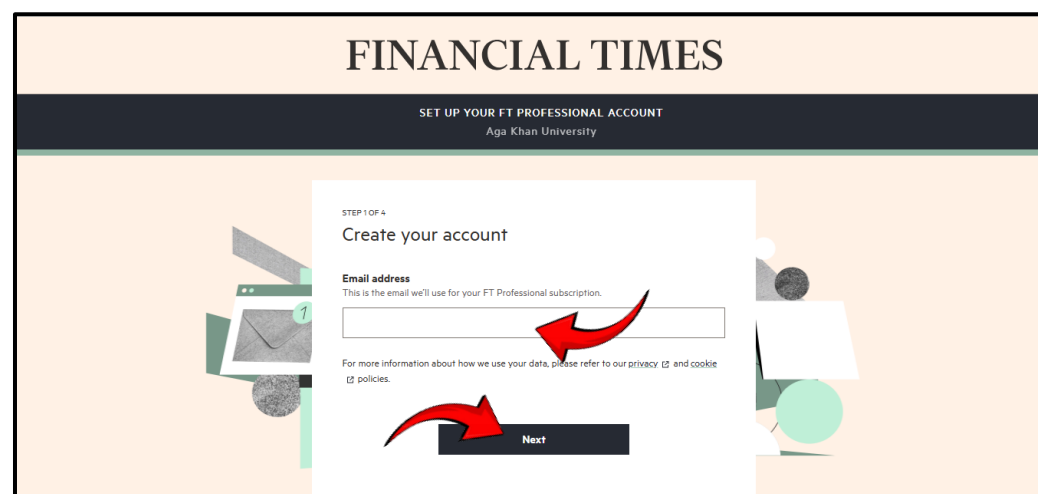 FINANCIAL TIMES
SET UP YOUR FT PROFESSIONAL ACCOUNT
Aga Khan University
STEP 1 OF 4
Create your account
Email address
This is the email we'll use for your FT Professional subscription.
1
For more information about how we use your data, please refer to our privacy and cookie
policies.
Next